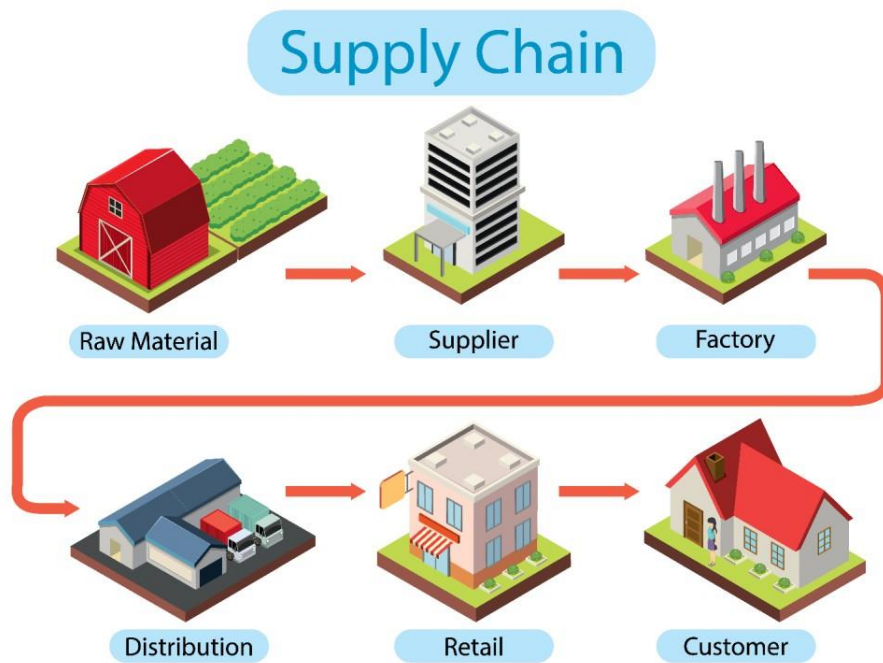 Supply Chain
Raw Material
Supplier
Factory
Distribution
Retail
Customer